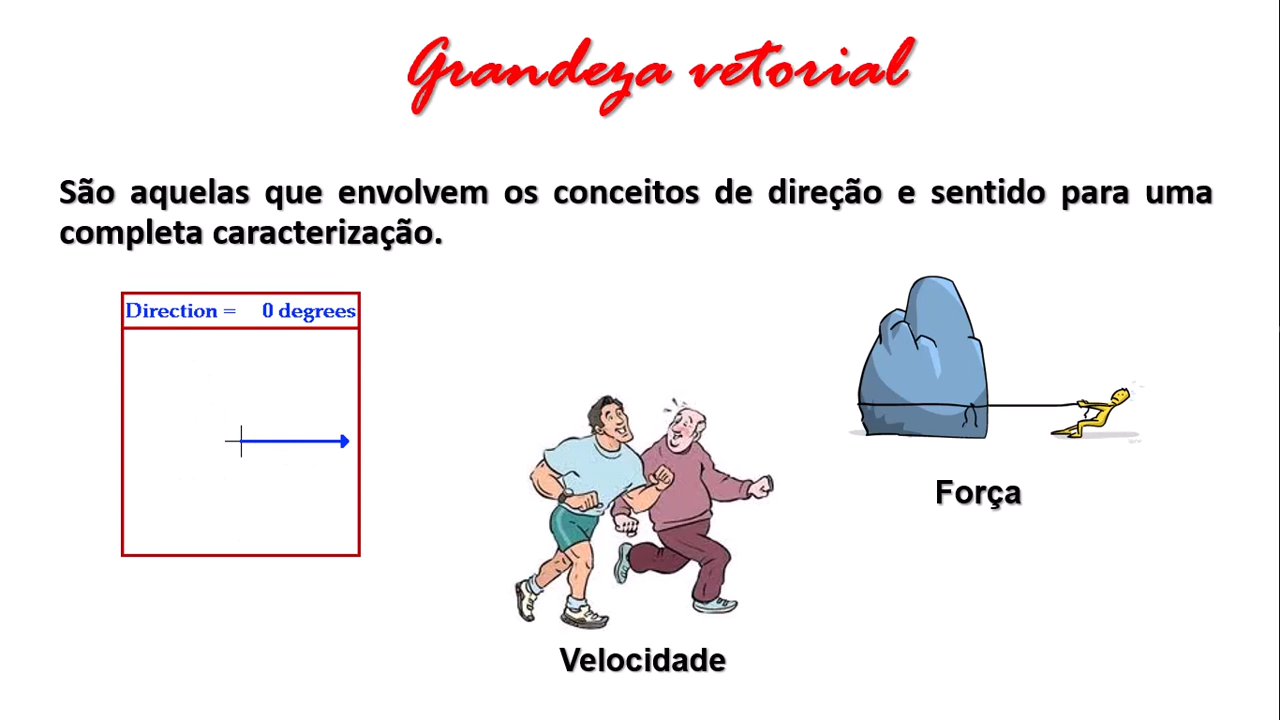 Grandeza vetorial
São aquelas que envolvem os conceitos de direção e sentido para uma
completa caracterização.
Direction = 0 degrees
Força
Velocidade